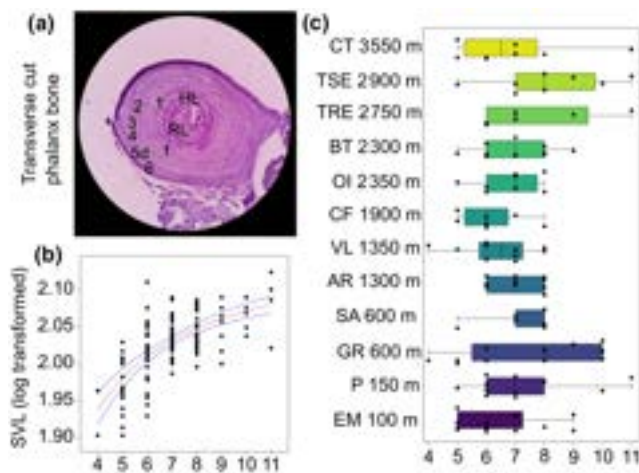 (a)
Transverse cut
phalanx bone
HL
RL
1
1
(b)
SVL (log transformed)
2.10
2.05
2.00
1.95
1.90
4 5 6 7 8 9 10 11
(c)
CT 3550 m
TSE 2900 m
TRE 2750 m
BT 2300 m
OI 2350 m
CF 1900 m
VL 1350 m
AR 1300 m
SA 600 m
GR 600 m
P 150 m
EM 100 m
4 5 6 7 8 9 10 11